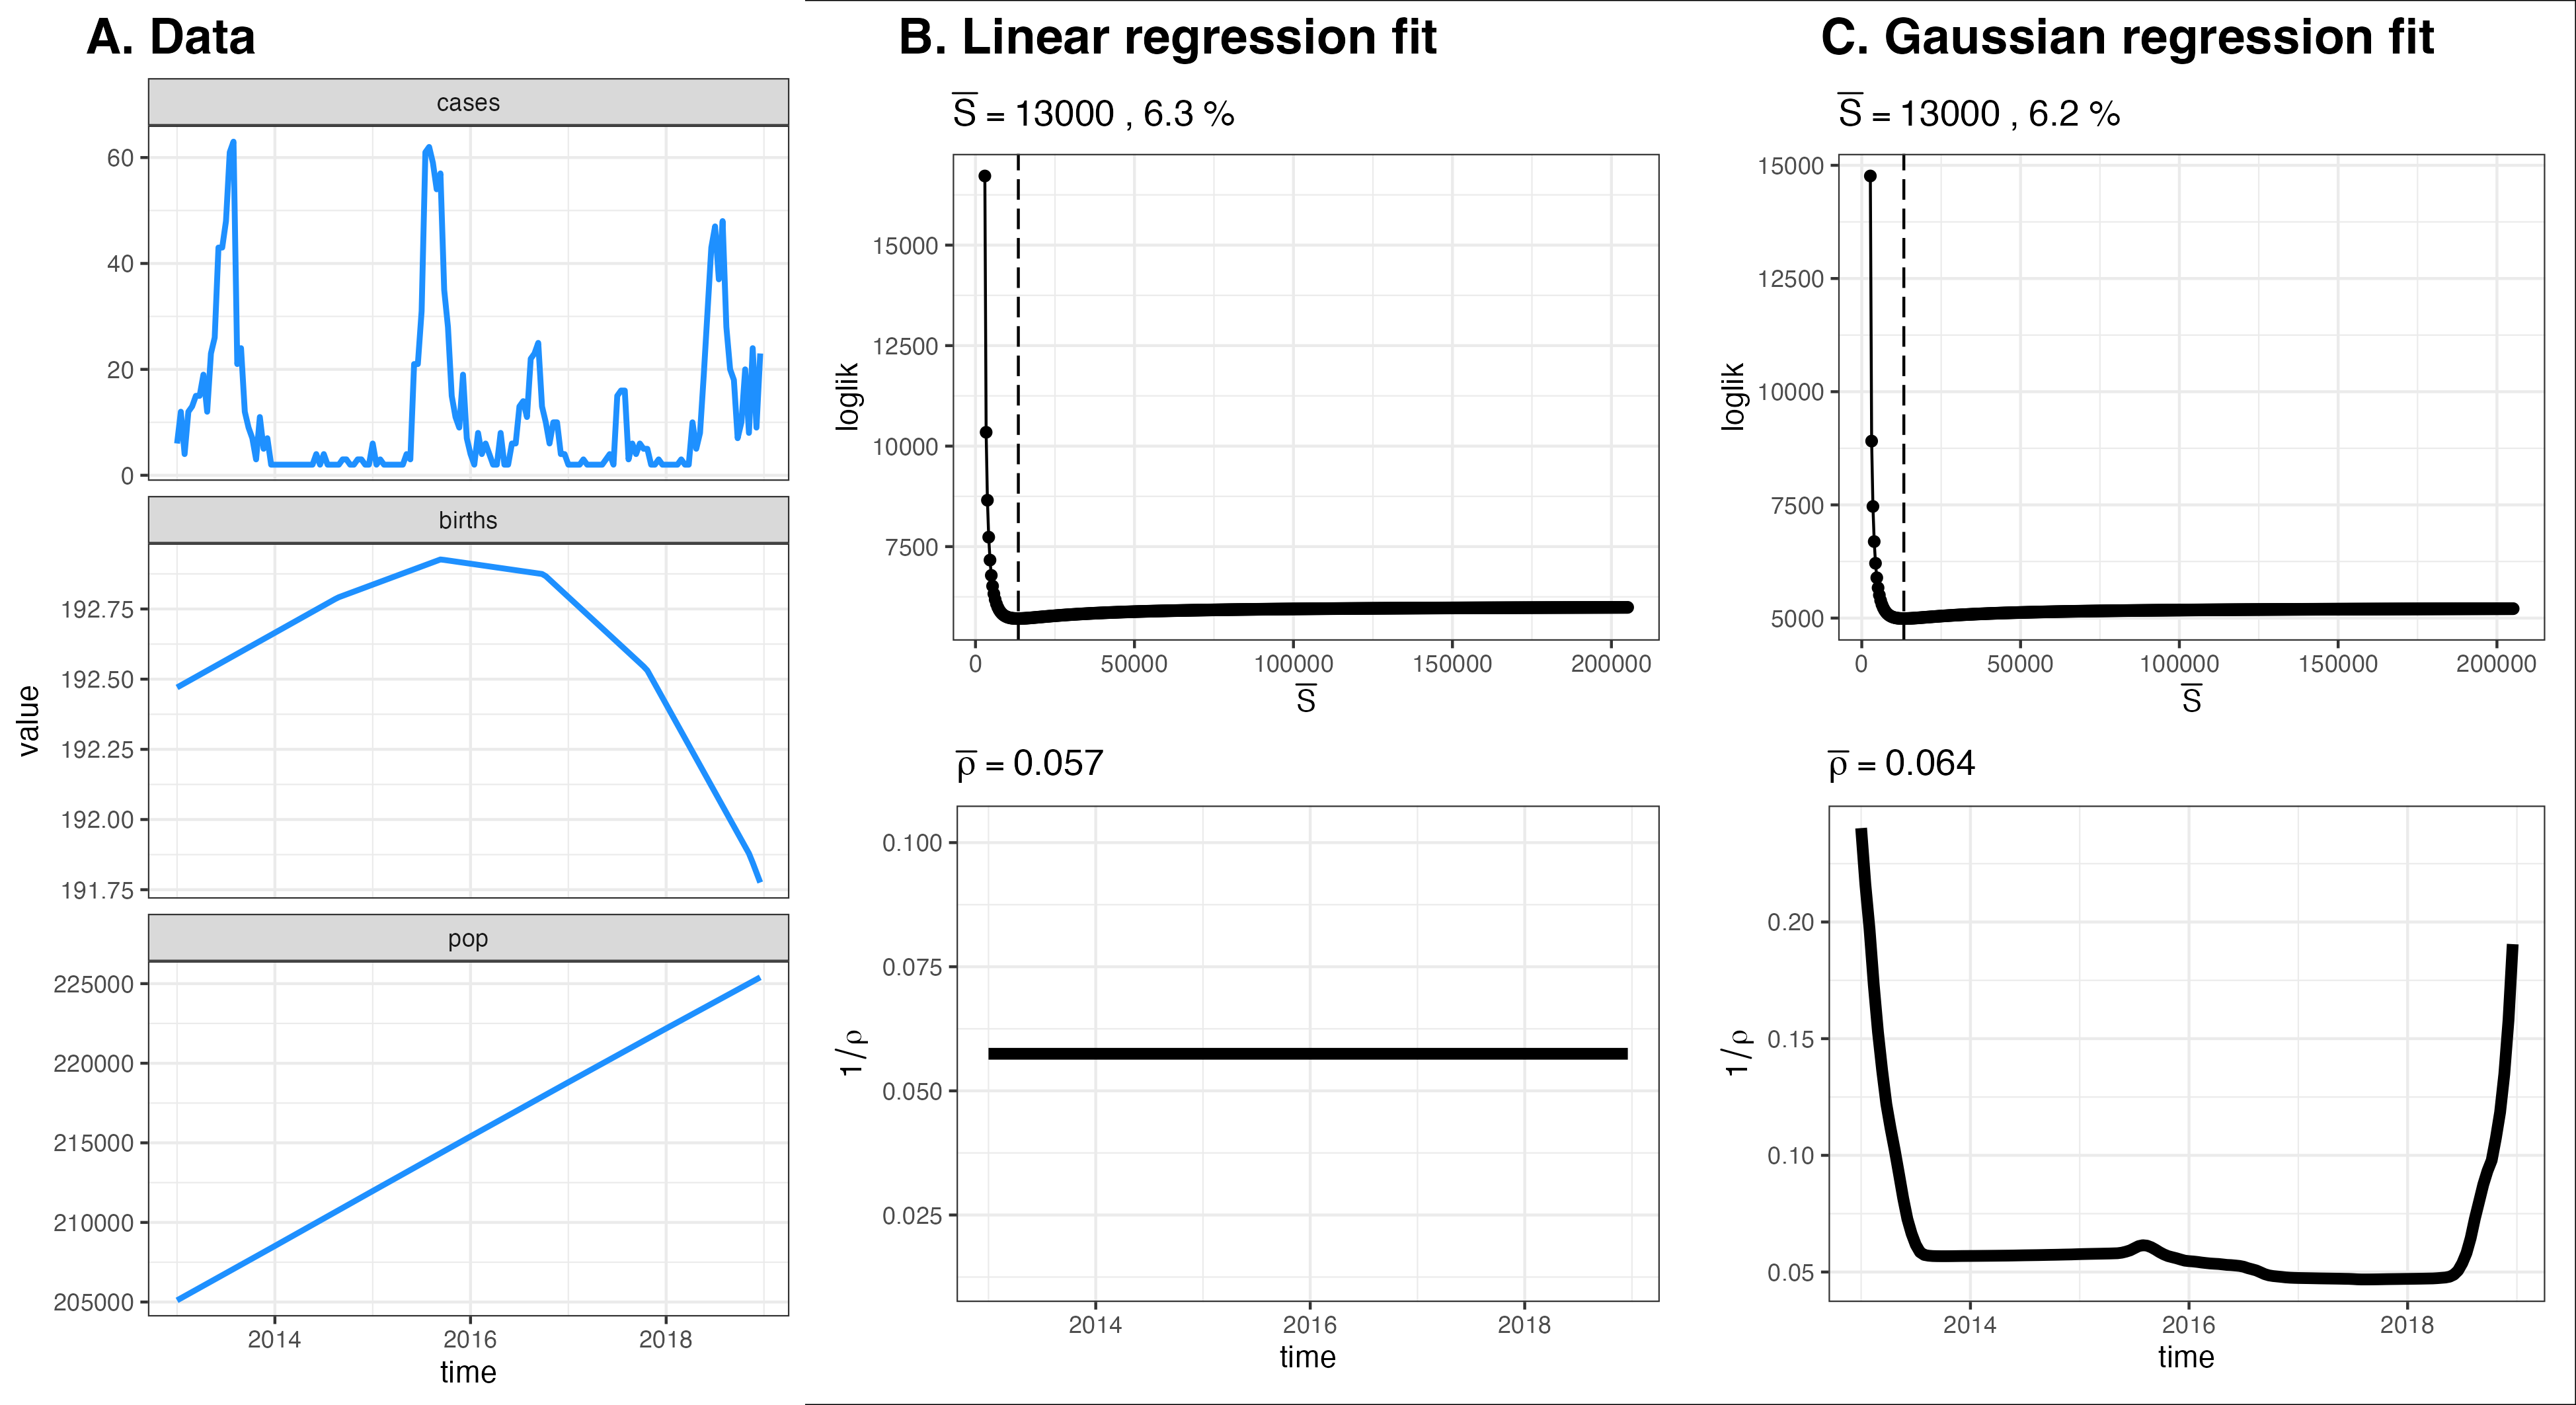 A. Data
cases
60
40
20
0
births
192.75
192.50
192.25
192.00
191.75
pop
225000
220000
215000
210000
205000
value
2014 2016 2018
time
B. Linear regression fit
S̅ = 13000 , 6.3 %
15000
12500
10000
7500
loglik
0 50000 100000 150000 200000
S̅
ρ̅ = 0.057
0.100
0.075
0.050
0.025
1/ρ
2014 2016 2018
time
C. Gaussian regression fit
S̅ = 13000 , 6.2 %
15000
12500
10000
7500
5000
loglik
0 50000 100000 150000 200000
S̅
ρ̅ = 0.064
0.20
0.15
0.10
0.05
1/ρ
2014 2016 2018
time